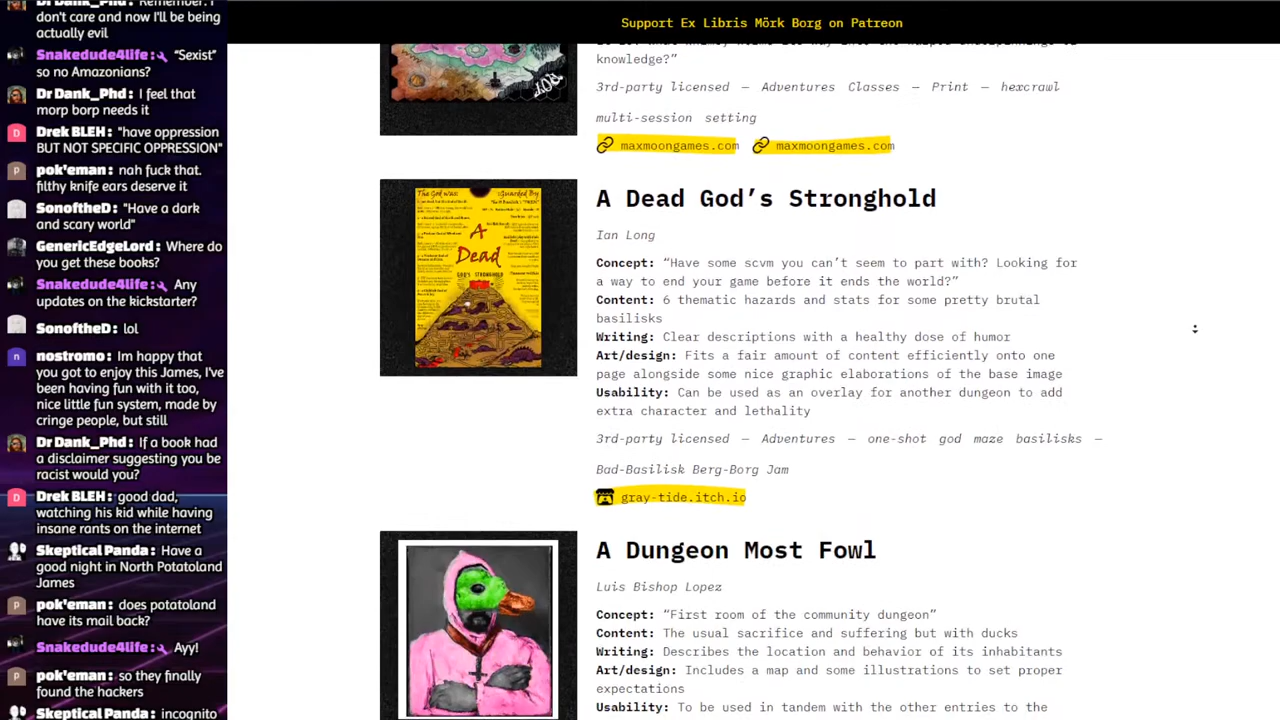 don't care and now I'll be being
actually evil
Snakedude4life: "Sexist"
so no Amazonians?
Dr Dank_Phd: I feel that
morp borp needs it
Drek BLEH: "have oppression
BUT NOT SPECIFIC OPPRESSION"
pok'eman: nah fuck that.
filthy knife ears deserve it
SonoftheD: "Have a dark
and scary world"
GenericEdgeLord: Where do
you get these books?
Snakedude4life: Any
updates on the kickstarter?
SonoftheD: lol
nostromo: Im happy that
you got to enjoy this James, I've
been having fun with it too,
nice little fun system, made by
cringe people, but still
Dr Dank_Phd: If a book had
a disclaimer suggesting you be
racist would you?
Drek BLEH: good dad,
watching his kid while having
insane rants on the internet
Skeptical Panda: Have a
good night in North Potatoland
James
pok'eman: does potatoland
have its mail back?
Snakedude4life: Ayy!
pok'eman: so they finally
found the hackers
Skeptical Panda: incognito
Support Ex Libris Mörk Borg on Patreon
knowledge?"
3rd-party licensed — Adventures Classes — Print — hexcrawl
multi-session setting
maxmoongames.com maxmoongames.com
A Dead God's Stronghold
Ian Long
Concept: "Have some scvm you can't seem to part with? Looking for
a way to end your game before it ends the world?"
Content: 6 thematic hazards and stats for some pretty brutal
basilisks
Writing: Clear descriptions with a healthy dose of humor
Art/design: Fits a fair amount of content efficiently onto one
page alongside some nice graphic elaborations of the base image
Usability: Can be used as an overlay for another dungeon to add
extra character and lethality
3rd-party licensed — Adventures — one-shot god maze basilisks —
Bad-Basilisk Berg-Borg Jam
gray-tide.itch.io
The God Was Guarded By
A
Dead
GOD'S STRONGHOLD
A Dungeon Most Fowl
Luis Bishop Lopez
Concept: "First room of the community dungeon"
Content: The usual sacrifice and suffering but with ducks
Writing: Describes the location and behavior of its inhabitants
Art/design: Includes a map and some illustrations to set proper
expectations
Usability: To be used in tandem with the other entries to the